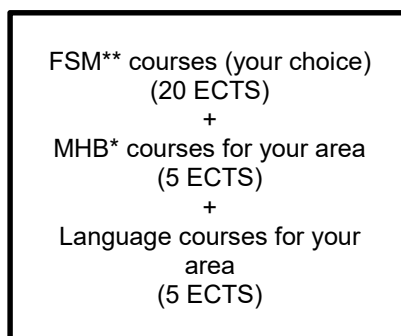 FSM** courses (your choice)
(20 ECTS)
+
MHB* courses for your area
(5 ECTS)
+
Language courses for your
area
(5 ECTS)